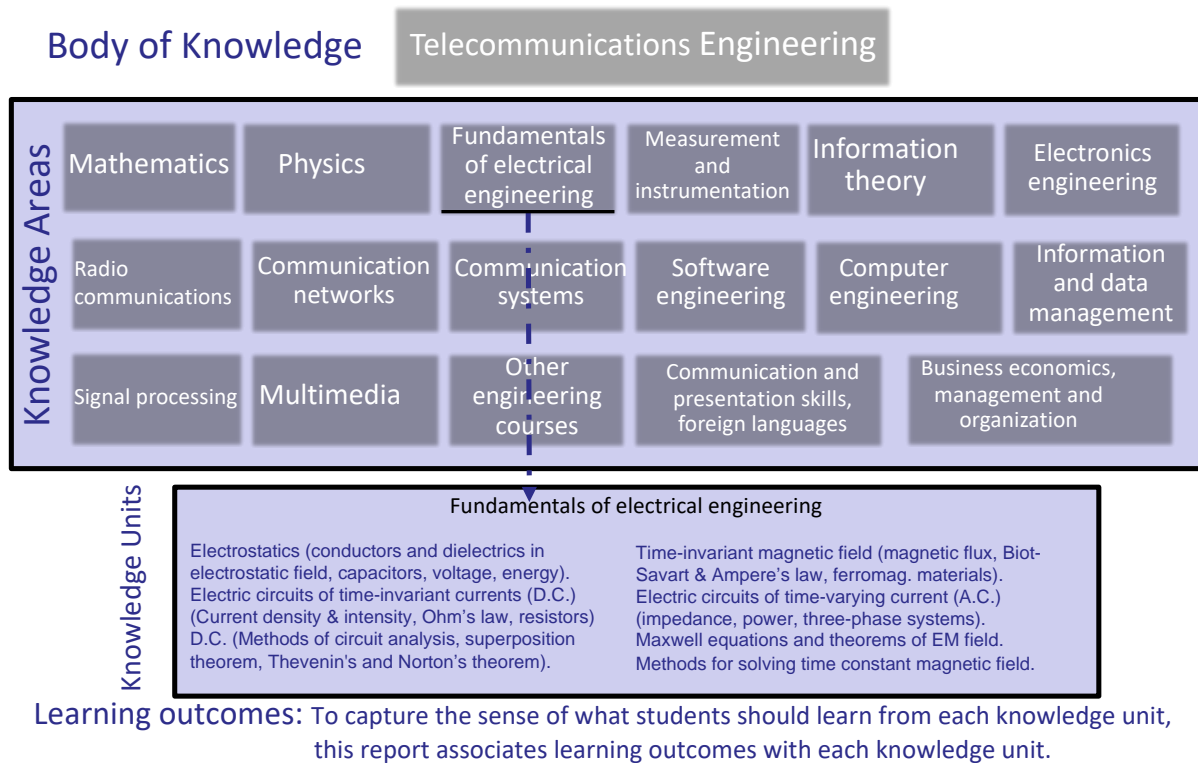 Body of Knowledge
Telecommunications Engineering
Knowledge Areas
Mathematics
Physics
Fundamentals
of electrical
engineering
Measurement
and
instrumentation
Information
theory
Electronics
engineering
Radio
communications
Communication
networks
Communication
systems
Software
engineering
Computer
engineering
Information
and data
management
Signal processing
Multimedia
Other
engineering
courses
Communication and
presentation skills,
foreign languages
Business economics,
management and
organization
Knowledge Units
Fundamentals of electrical engineering
Electrostatics (conductors and dielectrics in
electrostatic field, capacitors, voltage, energy).
Electric circuits of time-invariant currents (D.C.)
(Current density & intensity, Ohm's law, resistors)
D.C. (Methods of circuit analysis, superposition
theorem, Thevenin's and Norton's theorem).
Time-invariant magnetic field (magnetic flux, Biot-
Savart & Ampere's law, ferromag. materials).
Electric circuits of time-varying current (A.C.)
(impedance, power, three-phase systems).
Maxwell equations and theorems of EM field.
Methods for solving time constant magnetic field.
Learning outcomes: To capture the sense of what students should learn from each knowledge unit,
this report associates learning outcomes with each knowledge unit.